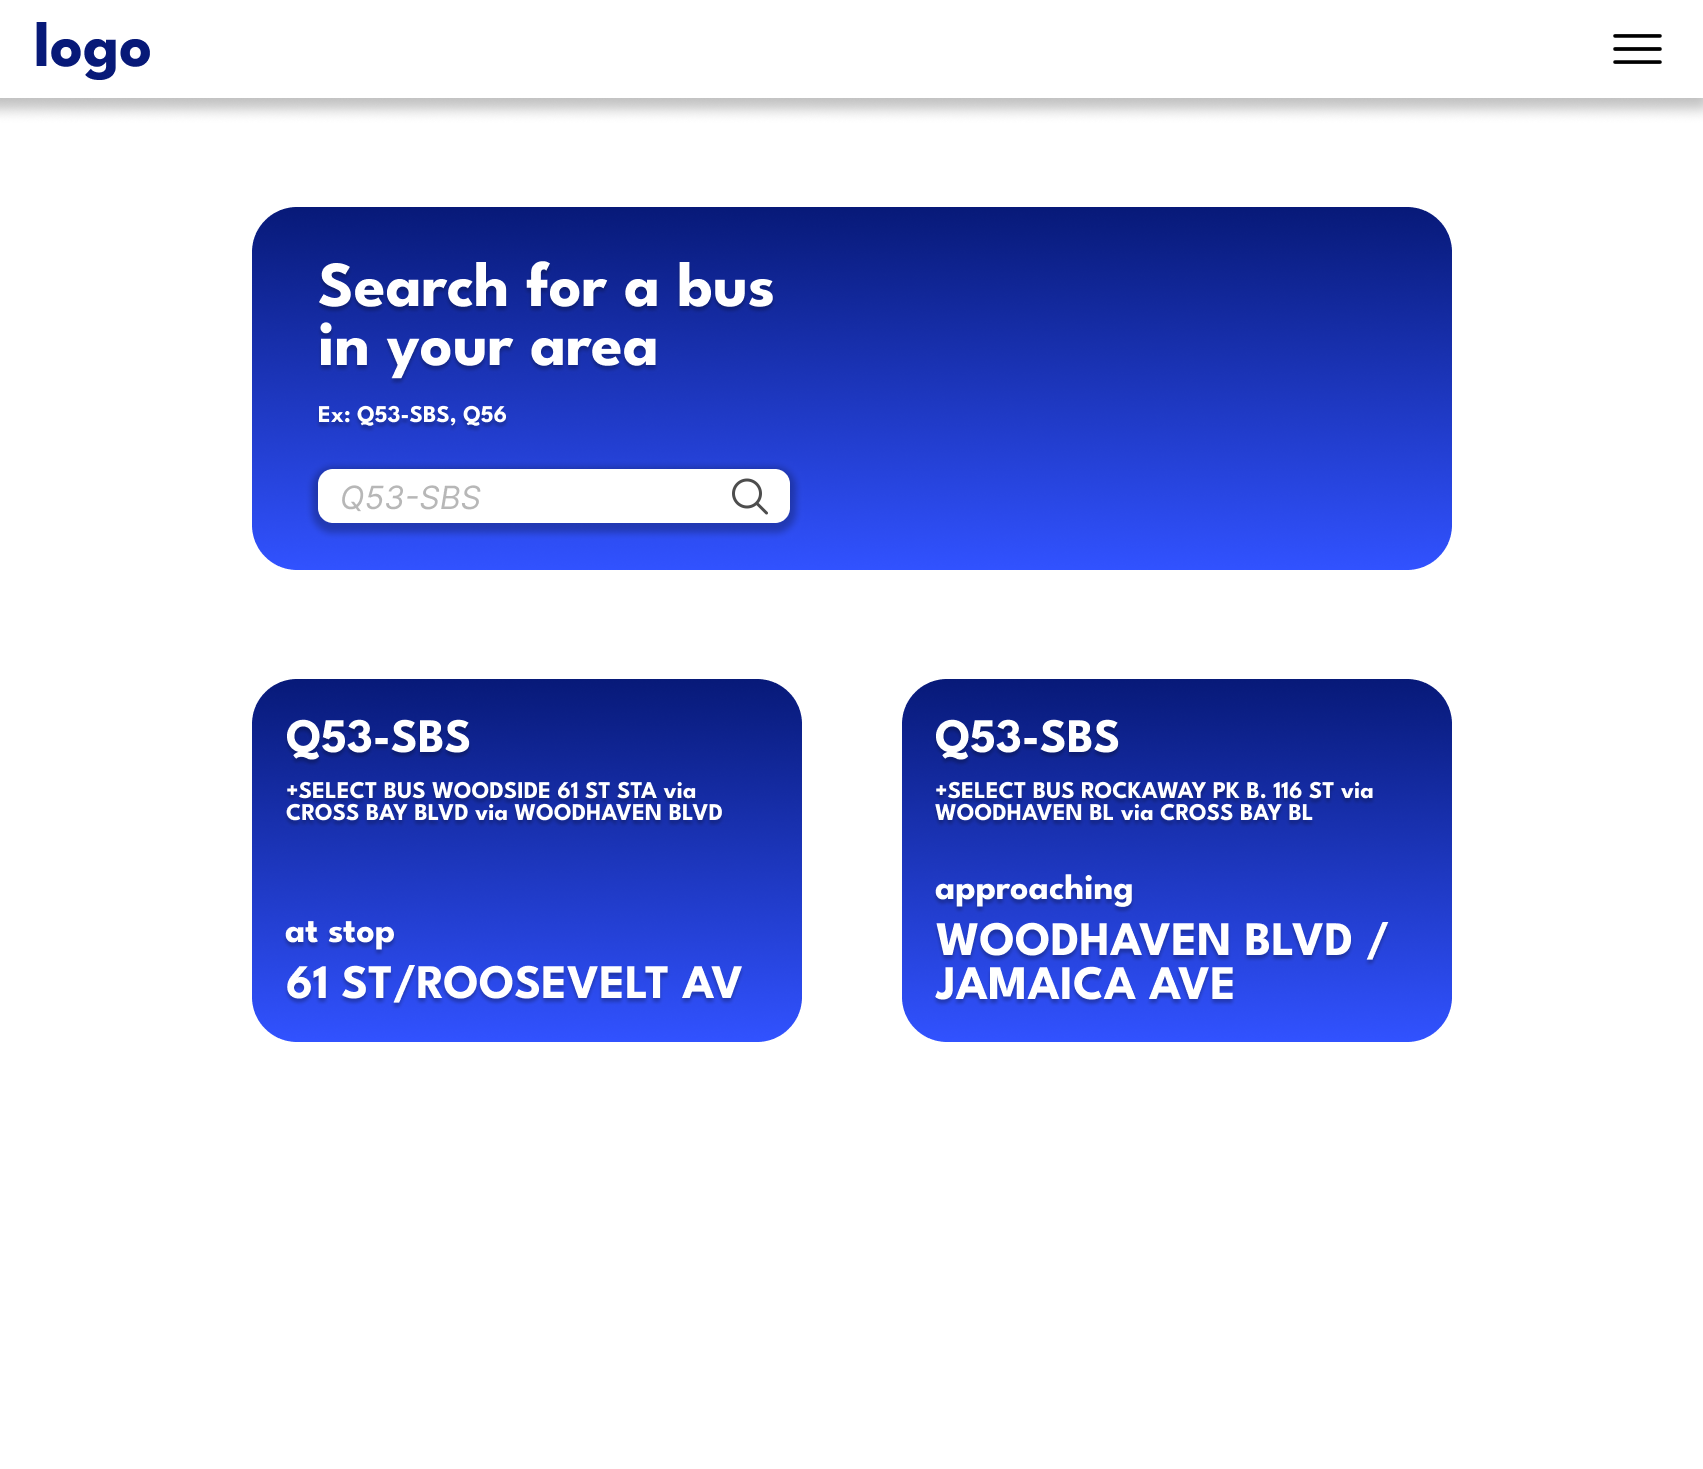 logo
Search for a bus
in your area
Ex: Q53-SBS, Q56
Q53-SBS
Q53-SBS
+SELECT BUS WOODSIDE 61 ST STA via
CROSS BAY BLVD via WOODHAVEN BLVD
at stop
61 ST/ROOSEVELT AV
Q53-SBS
+SELECT BUS ROCKAWAY PK B. 116 ST via
WOODHAVEN BL via CROSS BAY BL
approaching
WOODHAVEN BLVD /
JAMAICA AVE